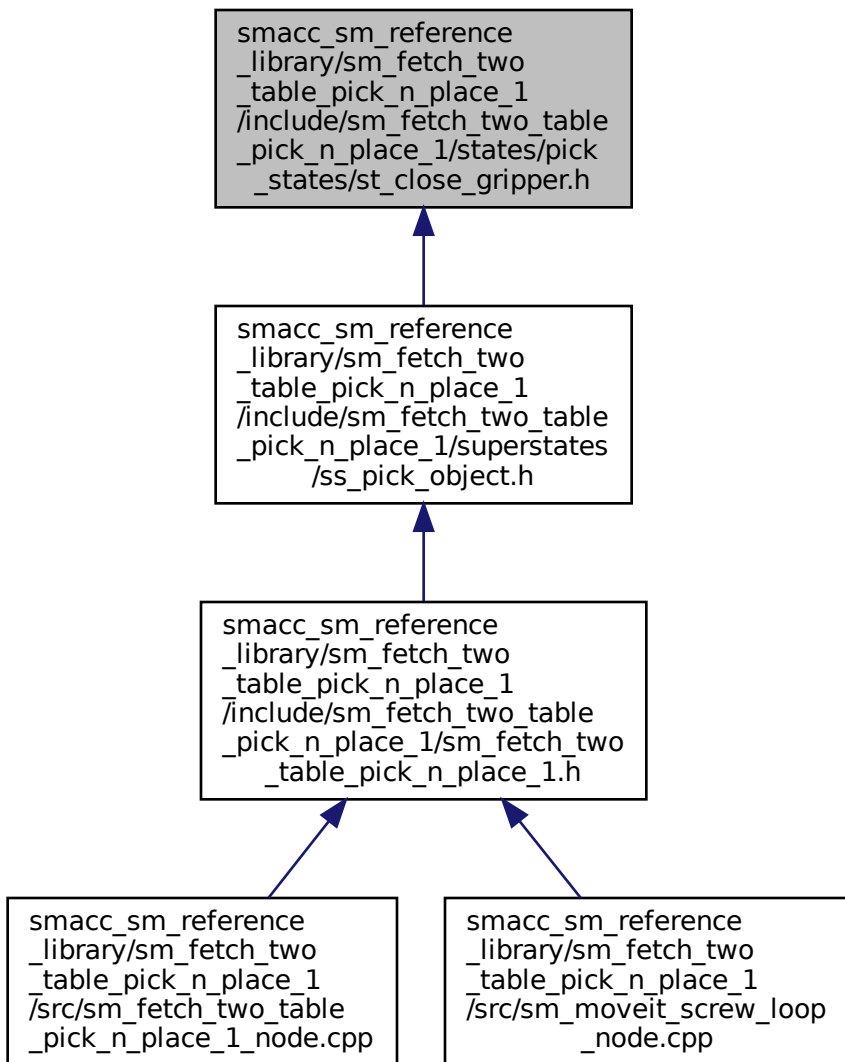 smacc_sm_reference
_library/sm_fetch_two
_table_pick_n_place_1
/include/sm_fetch_two_table
_pick_n_place_1/states/pick
_states/st_close_gripper.h
smacc_sm_reference
_library/sm_fetch_two
_table_pick_n_place_1
/include/sm_fetch_two_table
_pick_n_place_1/superstates
/ss_pick_object.h
smacc_sm_reference
_library/sm_fetch_two
_table_pick_n_place_1
/include/sm_fetch_two_table
_pick_n_place_1/sm_fetch_two
_table_pick_n_place_1.h
smacc_sm_reference
_library/sm_fetch_two
_table_pick_n_place_1
/src/sm_fetch_two_table
_pick_n_place_1_node.cpp
smacc_sm_reference
_library/sm_fetch_two
_table_pick_n_place_1
/src/sm_moveit_screw_loop
_node.cpp